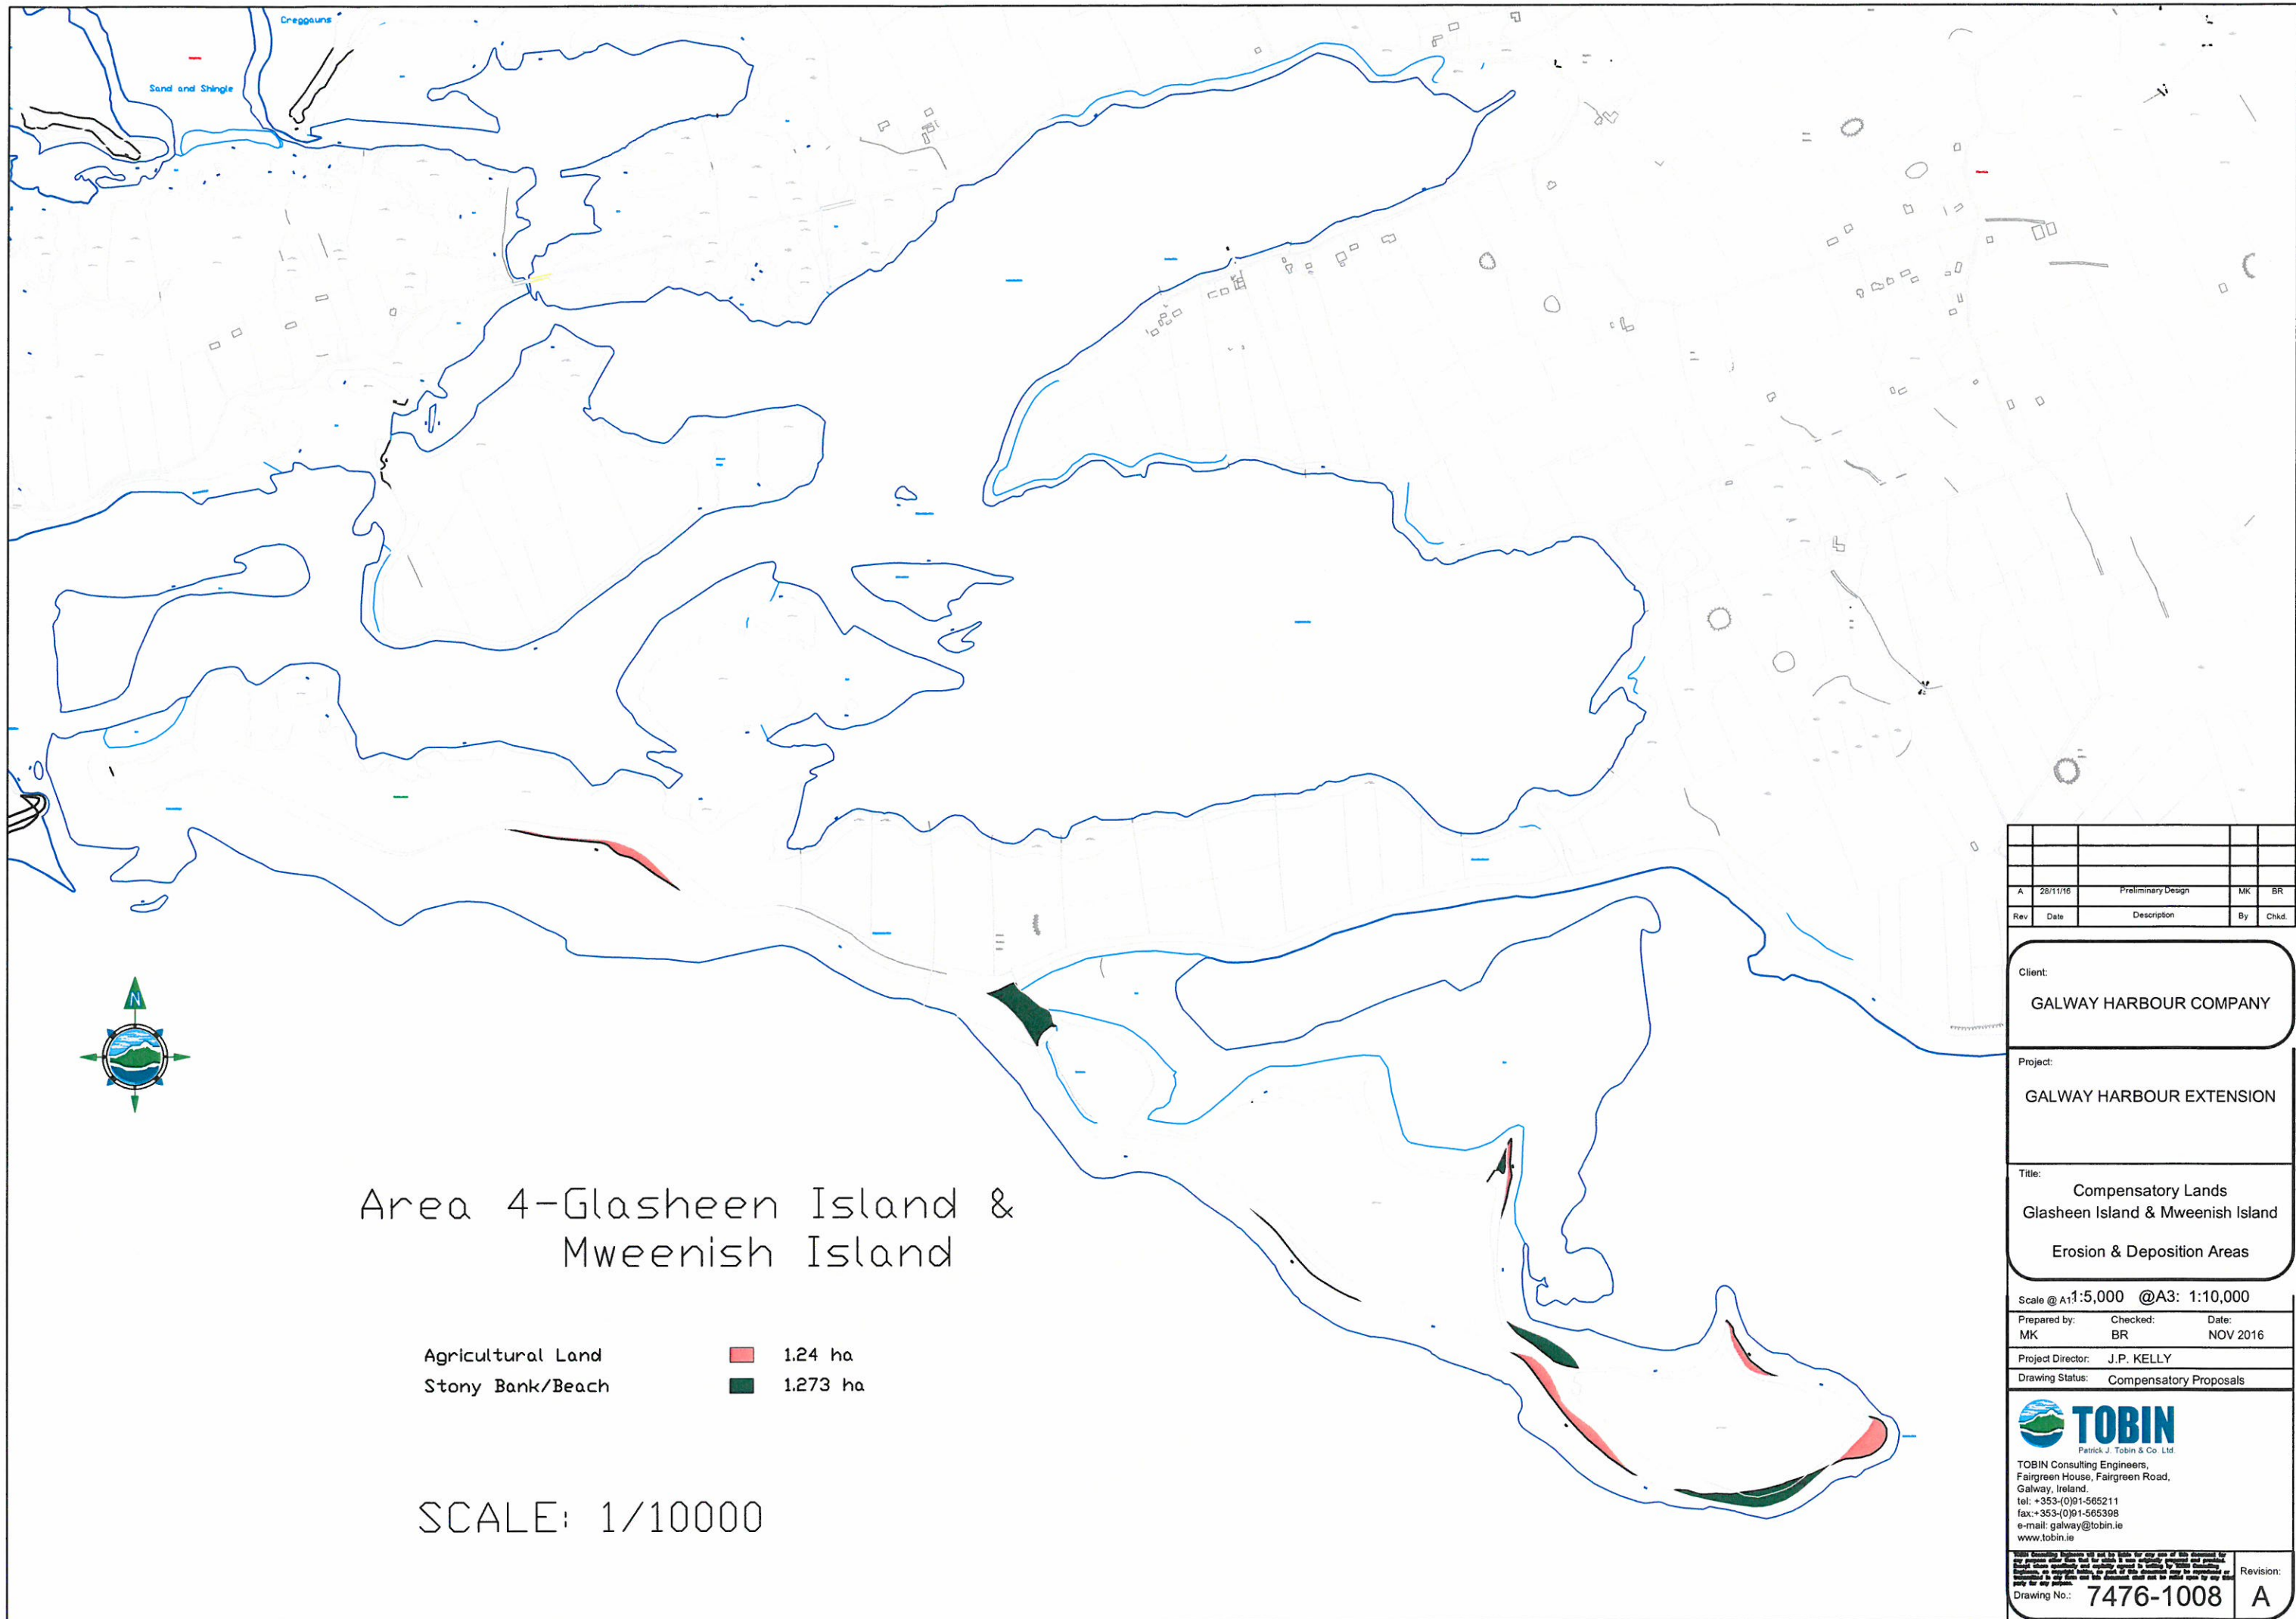 Creggauns
Sand and Shingle
N
Area 4-Glasheen Island &
Mweenish Island
Agricultural Land 1.24 ha
Stony Bank/Beach 1.273 ha
SCALE: 1/10000
A 28/11/16 Preliminary Design MK BR
Rev Date Description By Chkd.
Client:
GALWAY HARBOUR COMPANY
Project:
GALWAY HARBOUR EXTENSION
Title:
Compensatory Lands
Glasheen Island & Mweenish Island
Erosion & Deposition Areas
Scale @ A1: 1:5,000 @A3: 1:10,000
Prepared by: Checked: Date:
MK BR NOV 2016
Project Director: J.P. KELLY
Drawing Status: Compensatory Proposals
TOBIN
Patrick J. Tobin & Co. Ltd.
TOBIN Consulting Engineers,
Fairgreen House, Fairgreen Road,
Galway, Ireland.
tel: +353-(0)91-565211
fax:+353-(0)91-565398
e-mail: galway@tobin.ie
www.tobin.ie
Drawing No.: 7476-1008
Revision:
A